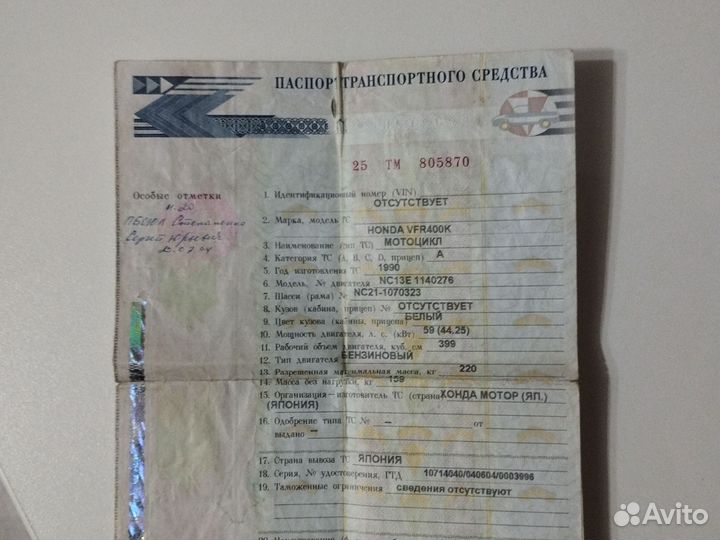 ПАСПОРТ ТРАНСПОРТНОГО СРЕДСТВА
25 ТМ 805870
Особые отметки
1. Идентификационный номер (VIN)
ОТСУТСТВУЕТ
2. Марка, модель ТС HONDA VFR400K
3. Наименование (тип ТС) МОТОЦИКЛ
4. Категория ТС (A, B, C, D, прицеп) A
5. Год изготовления ТС 1990
6. Модель, № двигателя NC13E 1140276
7. Шасси (рама) № NC21-1070323
8. Кузов (кабина, прицеп) № ОТСУТСТВУЕТ
9. Цвет кузова (кабины, прицепа) БЕЛЫЙ
10. Мощность двигателя, л. с. (кВт) 59 (44,25)
11. Рабочий объем двигателя, куб. см 399
12. Тип двигателя БЕНЗИНОВЫЙ
13. Разрешенная максимальная масса, кг 220
14. Масса без нагрузки, кг 159
15. Организация—изготовитель ТС (страна) ХОНДА МОТОР (ЯП.)
(ЯПОНИЯ)
16. Одобрение типа ТС № – от
выдано –
17. Страна вывоза ТС ЯПОНИЯ
18. Серия, № удостоверения, ГТД 10714040/040604/0003996
19. Таможенные ограничения сведения отсутствуют
Avito